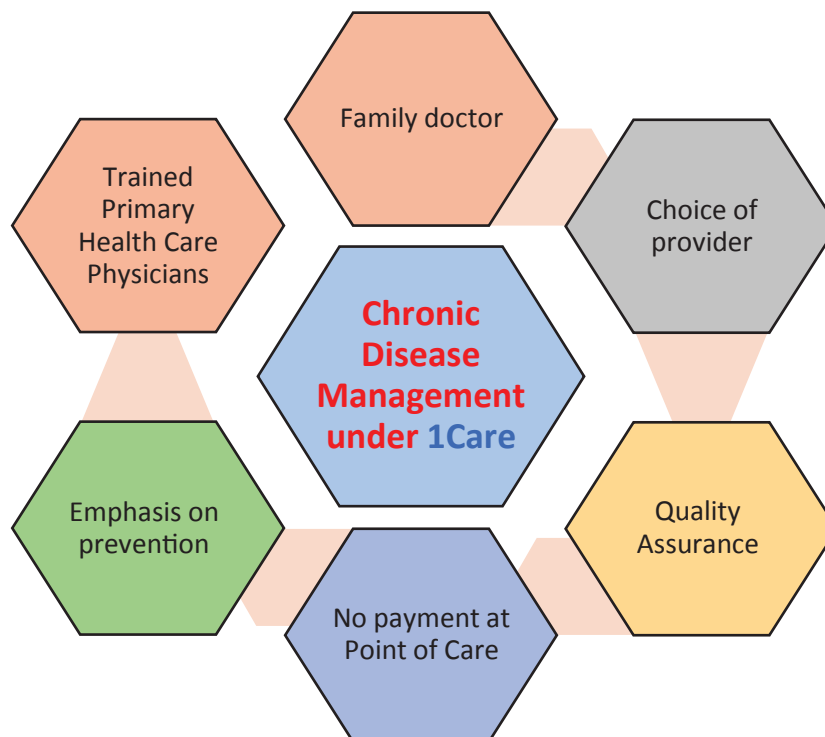 Family doctor
Choice of
provider
Quality
Assurance
No payment at
Point of Care
Emphasis on
prevention
Trained
Primary
Health Care
Physicians
Chronic
Disease
Management
under 1Care